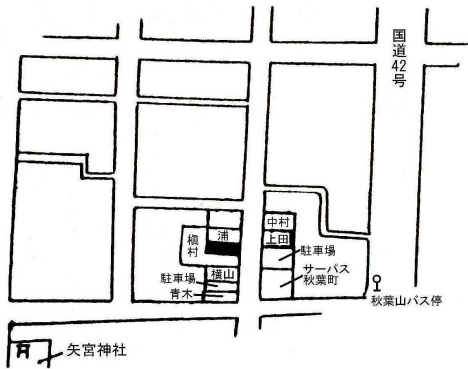 国道42号
中村
上田
浦
槇村
駐車場
横山
駐車場
青木
サーパス
秋葉町
秋葉山バス停
矢宮神社